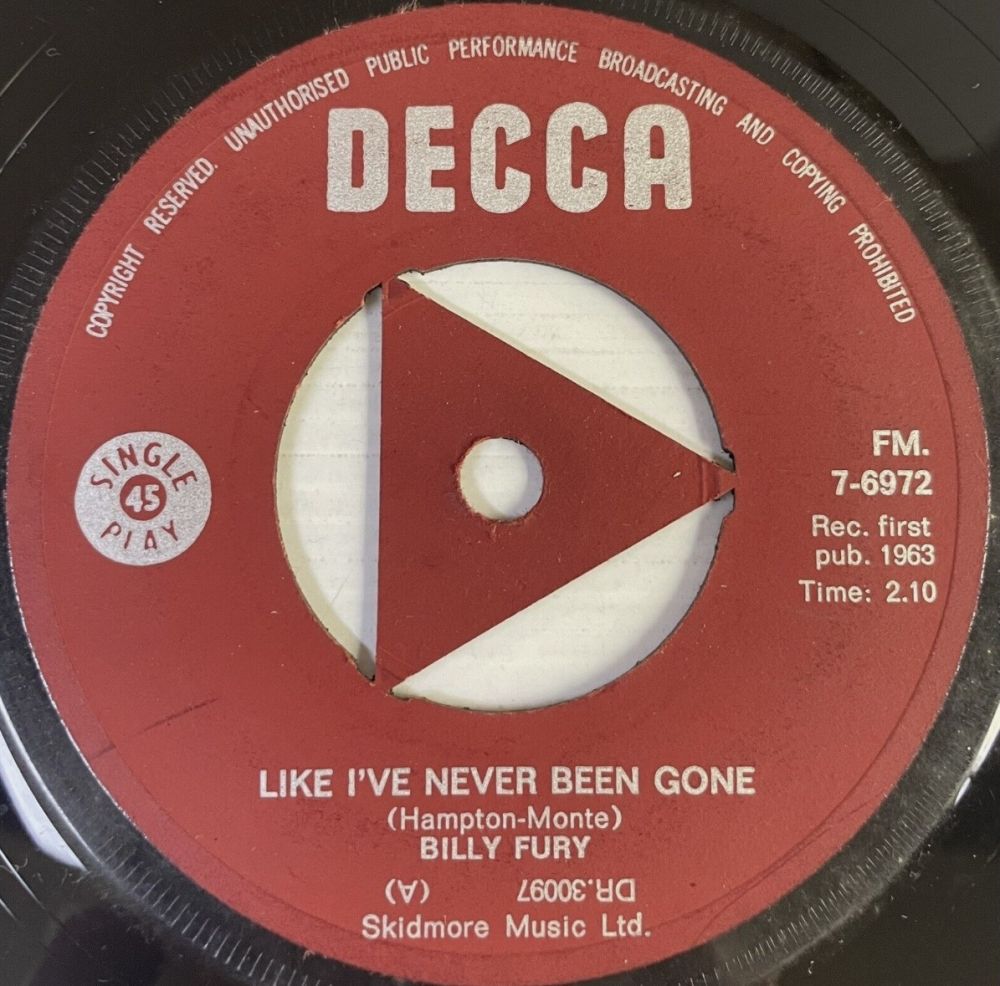 COPYRIGHT RESERVED. UNAUTHORISED PUBLIC PERFORMANCE BROADCASTING AND COPYING PROHIBITED
DECCA
SINGLE
45
PLAY
FM.
7-6972
Rec. first
pub. 1963
Time: 2.10
LIKE I'VE NEVER BEEN GONE
(Hampton-Monte)
BILLY FURY
DR.30097 (A)
Skidmore Music Ltd.